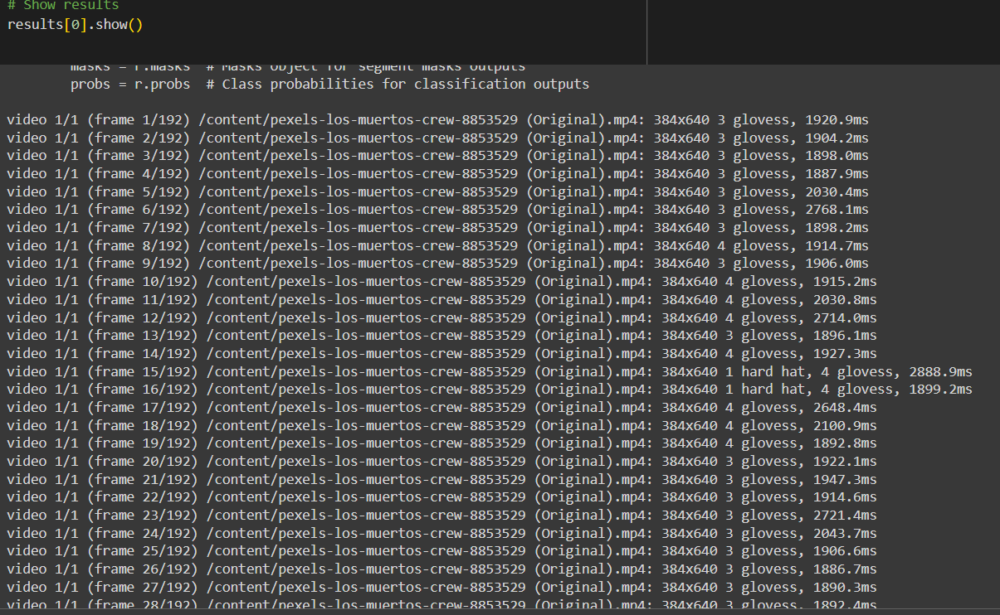 # Show results
results[0].show()
masks = r.masks  # Masks object for segment masks outputs
probs = r.probs  # Class probabilities for classification outputs
video 1/1 (frame 1/192) /content/pexels-los-muertos-crew-8853529 (Original).mp4: 384x640 3 glovess, 1920.9ms
video 1/1 (frame 2/192) /content/pexels-los-muertos-crew-8853529 (Original).mp4: 384x640 3 glovess, 1904.2ms
video 1/1 (frame 3/192) /content/pexels-los-muertos-crew-8853529 (Original).mp4: 384x640 3 glovess, 1898.0ms
video 1/1 (frame 4/192) /content/pexels-los-muertos-crew-8853529 (Original).mp4: 384x640 3 glovess, 1887.9ms
video 1/1 (frame 5/192) /content/pexels-los-muertos-crew-8853529 (Original).mp4: 384x640 3 glovess, 2030.4ms
video 1/1 (frame 6/192) /content/pexels-los-muertos-crew-8853529 (Original).mp4: 384x640 3 glovess, 2768.1ms
video 1/1 (frame 7/192) /content/pexels-los-muertos-crew-8853529 (Original).mp4: 384x640 3 glovess, 1898.2ms
video 1/1 (frame 8/192) /content/pexels-los-muertos-crew-8853529 (Original).mp4: 384x640 4 glovess, 1914.7ms
video 1/1 (frame 9/192) /content/pexels-los-muertos-crew-8853529 (Original).mp4: 384x640 3 glovess, 1906.0ms
video 1/1 (frame 10/192) /content/pexels-los-muertos-crew-8853529 (Original).mp4: 384x640 4 glovess, 1915.2ms
video 1/1 (frame 11/192) /content/pexels-los-muertos-crew-8853529 (Original).mp4: 384x640 4 glovess, 2030.8ms
video 1/1 (frame 12/192) /content/pexels-los-muertos-crew-8853529 (Original).mp4: 384x640 4 glovess, 2714.0ms
video 1/1 (frame 13/192) /content/pexels-los-muertos-crew-8853529 (Original).mp4: 384x640 3 glovess, 1896.1ms
video 1/1 (frame 14/192) /content/pexels-los-muertos-crew-8853529 (Original).mp4: 384x640 4 glovess, 1927.3ms
video 1/1 (frame 15/192) /content/pexels-los-muertos-crew-8853529 (Original).mp4: 384x640 1 hard hat, 4 glovess, 2888.9ms
video 1/1 (frame 16/192) /content/pexels-los-muertos-crew-8853529 (Original).mp4: 384x640 1 hard hat, 4 glovess, 1899.2ms
video 1/1 (frame 17/192) /content/pexels-los-muertos-crew-8853529 (Original).mp4: 384x640 4 glovess, 2648.4ms
video 1/1 (frame 18/192) /content/pexels-los-muertos-crew-8853529 (Original).mp4: 384x640 4 glovess, 2100.9ms
video 1/1 (frame 19/192) /content/pexels-los-muertos-crew-8853529 (Original).mp4: 384x640 4 glovess, 1892.8ms
video 1/1 (frame 20/192) /content/pexels-los-muertos-crew-8853529 (Original).mp4: 384x640 3 glovess, 1922.1ms
video 1/1 (frame 21/192) /content/pexels-los-muertos-crew-8853529 (Original).mp4: 384x640 3 glovess, 1947.3ms
video 1/1 (frame 22/192) /content/pexels-los-muertos-crew-8853529 (Original).mp4: 384x640 3 glovess, 1914.6ms
video 1/1 (frame 23/192) /content/pexels-los-muertos-crew-8853529 (Original).mp4: 384x640 3 glovess, 2721.4ms
video 1/1 (frame 24/192) /content/pexels-los-muertos-crew-8853529 (Original).mp4: 384x640 3 glovess, 2043.7ms
video 1/1 (frame 25/192) /content/pexels-los-muertos-crew-8853529 (Original).mp4: 384x640 3 glovess, 1906.6ms
video 1/1 (frame 26/192) /content/pexels-los-muertos-crew-8853529 (Original).mp4: 384x640 3 glovess, 1886.7ms
video 1/1 (frame 27/192) /content/pexels-los-muertos-crew-8853529 (Original).mp4: 384x640 3 glovess, 1890.3ms
video 1/1 (frame 28/192) /content/pexels-los-muertos-crew-8853529 (Original).mp4: 384x640 3 glovess, 1892.4ms